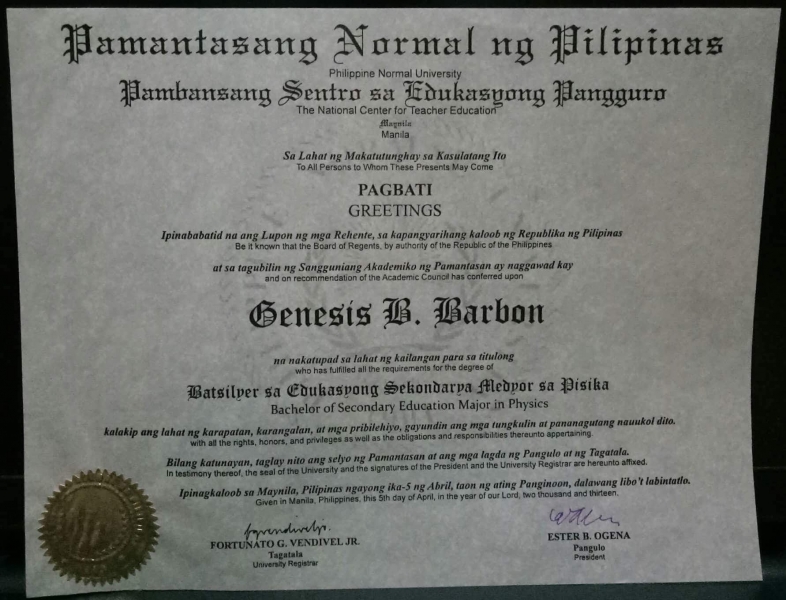 Pamantasang Normal ng Pilipinas
Philippine Normal University
Pambansang Sentro sa Edukasyong Pangguro
The National Center for Teacher Education
Maynila
Manila
Sa Lahat ng Makatutunghay sa Kasulatang Ito
To All Persons to Whom These Presents May Come
PAGBATI
GREETINGS
Ipinababatid na ang Lupon ng mga Rehente, sa kapangyarihang kaloob ng Republika ng Pilipinas
Be it known that the Board of Regents, by authority of the Republic of the Philippines
at sa tagubilin ng Sangguniang Akademiko ng Pamantasan ay naggawad kay
and on recommendation of the Academic Council has conferred upon
Genesis B. Barbon
na nakatupad sa lahat ng kailangan para sa titulong
who has fulfilled all the requirements for the degree of
Batsilyer sa Edukasyong Sekondarya Medyor sa Pisika
Bachelor of Secondary Education Major in Physics
kalakip ang lahat ng karapatan, karangalan, at mga pribilehiyo, gayundin ang mga tungkulin at pananagutang nauukol dito.
with all the rights, honors, and privileges as well as the obligations and responsibilities thereunto appertaining.
Bilang katunayan, taglay nito ang selyo ng Pamantasan at ang mga lagda ng Pangulo at ng Tagatala.
In testimony thereof, the seal of the University and the signatures of the President and the University Registrar are hereunto affixed.
Ipinagkaloob sa Maynila, Pilipinas ngayong ika-5 ng Abril, taon ng ating Panginoon, dalawang libo't labintatlo.
Given in Manila, Philippines, this 5th day of April, in the year of our Lord, two thousand and thirteen.
FORTUNATO G. VENDIVEL JR.
Tagatala
University Registrar
ESTER B. OGENA
Pangulo
President